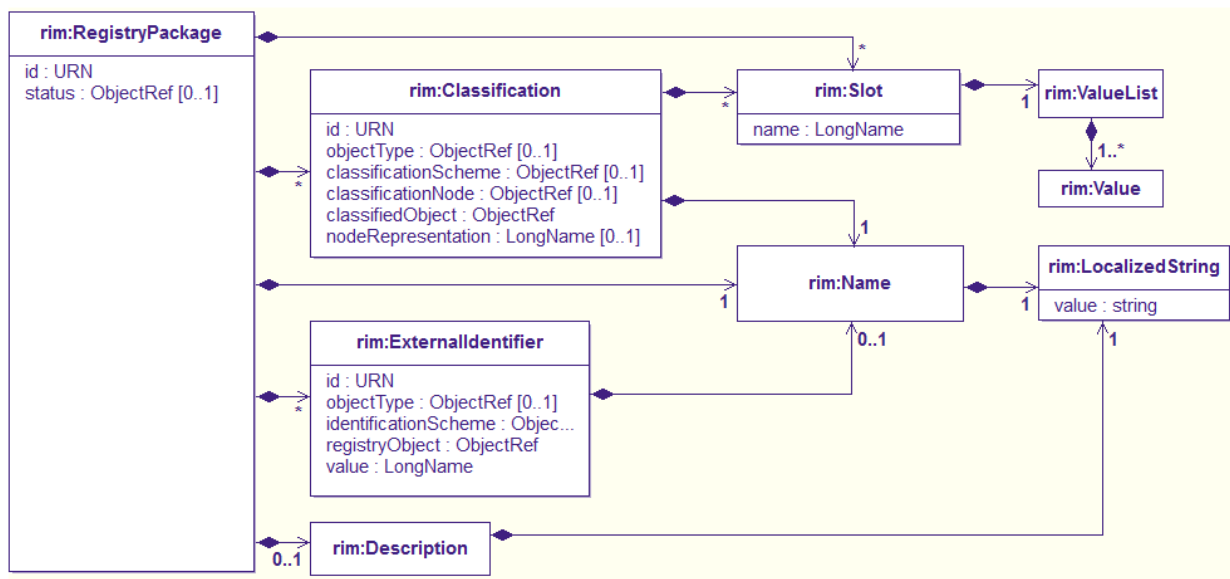 rim:RegistryPackage
id : URN
status : ObjectRef [0..1]
*
rim:Classification
id : URN
objectType : ObjectRef [0..1]
classificationScheme : ObjectRef [0..1]
classificationNode : ObjectRef [0..1]
classifiedObject : ObjectRef
nodeRepresentation : LongName [0..1]
*
*
rim:Slot
name : LongName
1
rim:ValueList
1..*
rim:Value
1
1
rim:Name
1
rim:LocalizedString
value : string
rim:ExternalIdentifier
id : URN
objectType : ObjectRef [0..1]
identificationScheme : Objec...
registryObject : ObjectRef
value : LongName
*
0..1
1
0..1
rim:Description